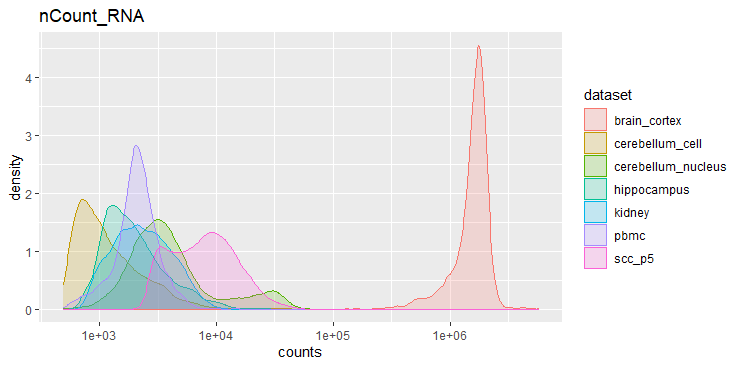 nCount_RNA
density
4
3
2
1
0
1e+03
1e+04
1e+05
1e+06
counts
dataset
brain_cortex
cerebellum_cell
cerebellum_nucleus
hippocampus
kidney
pbmc
scc_p5